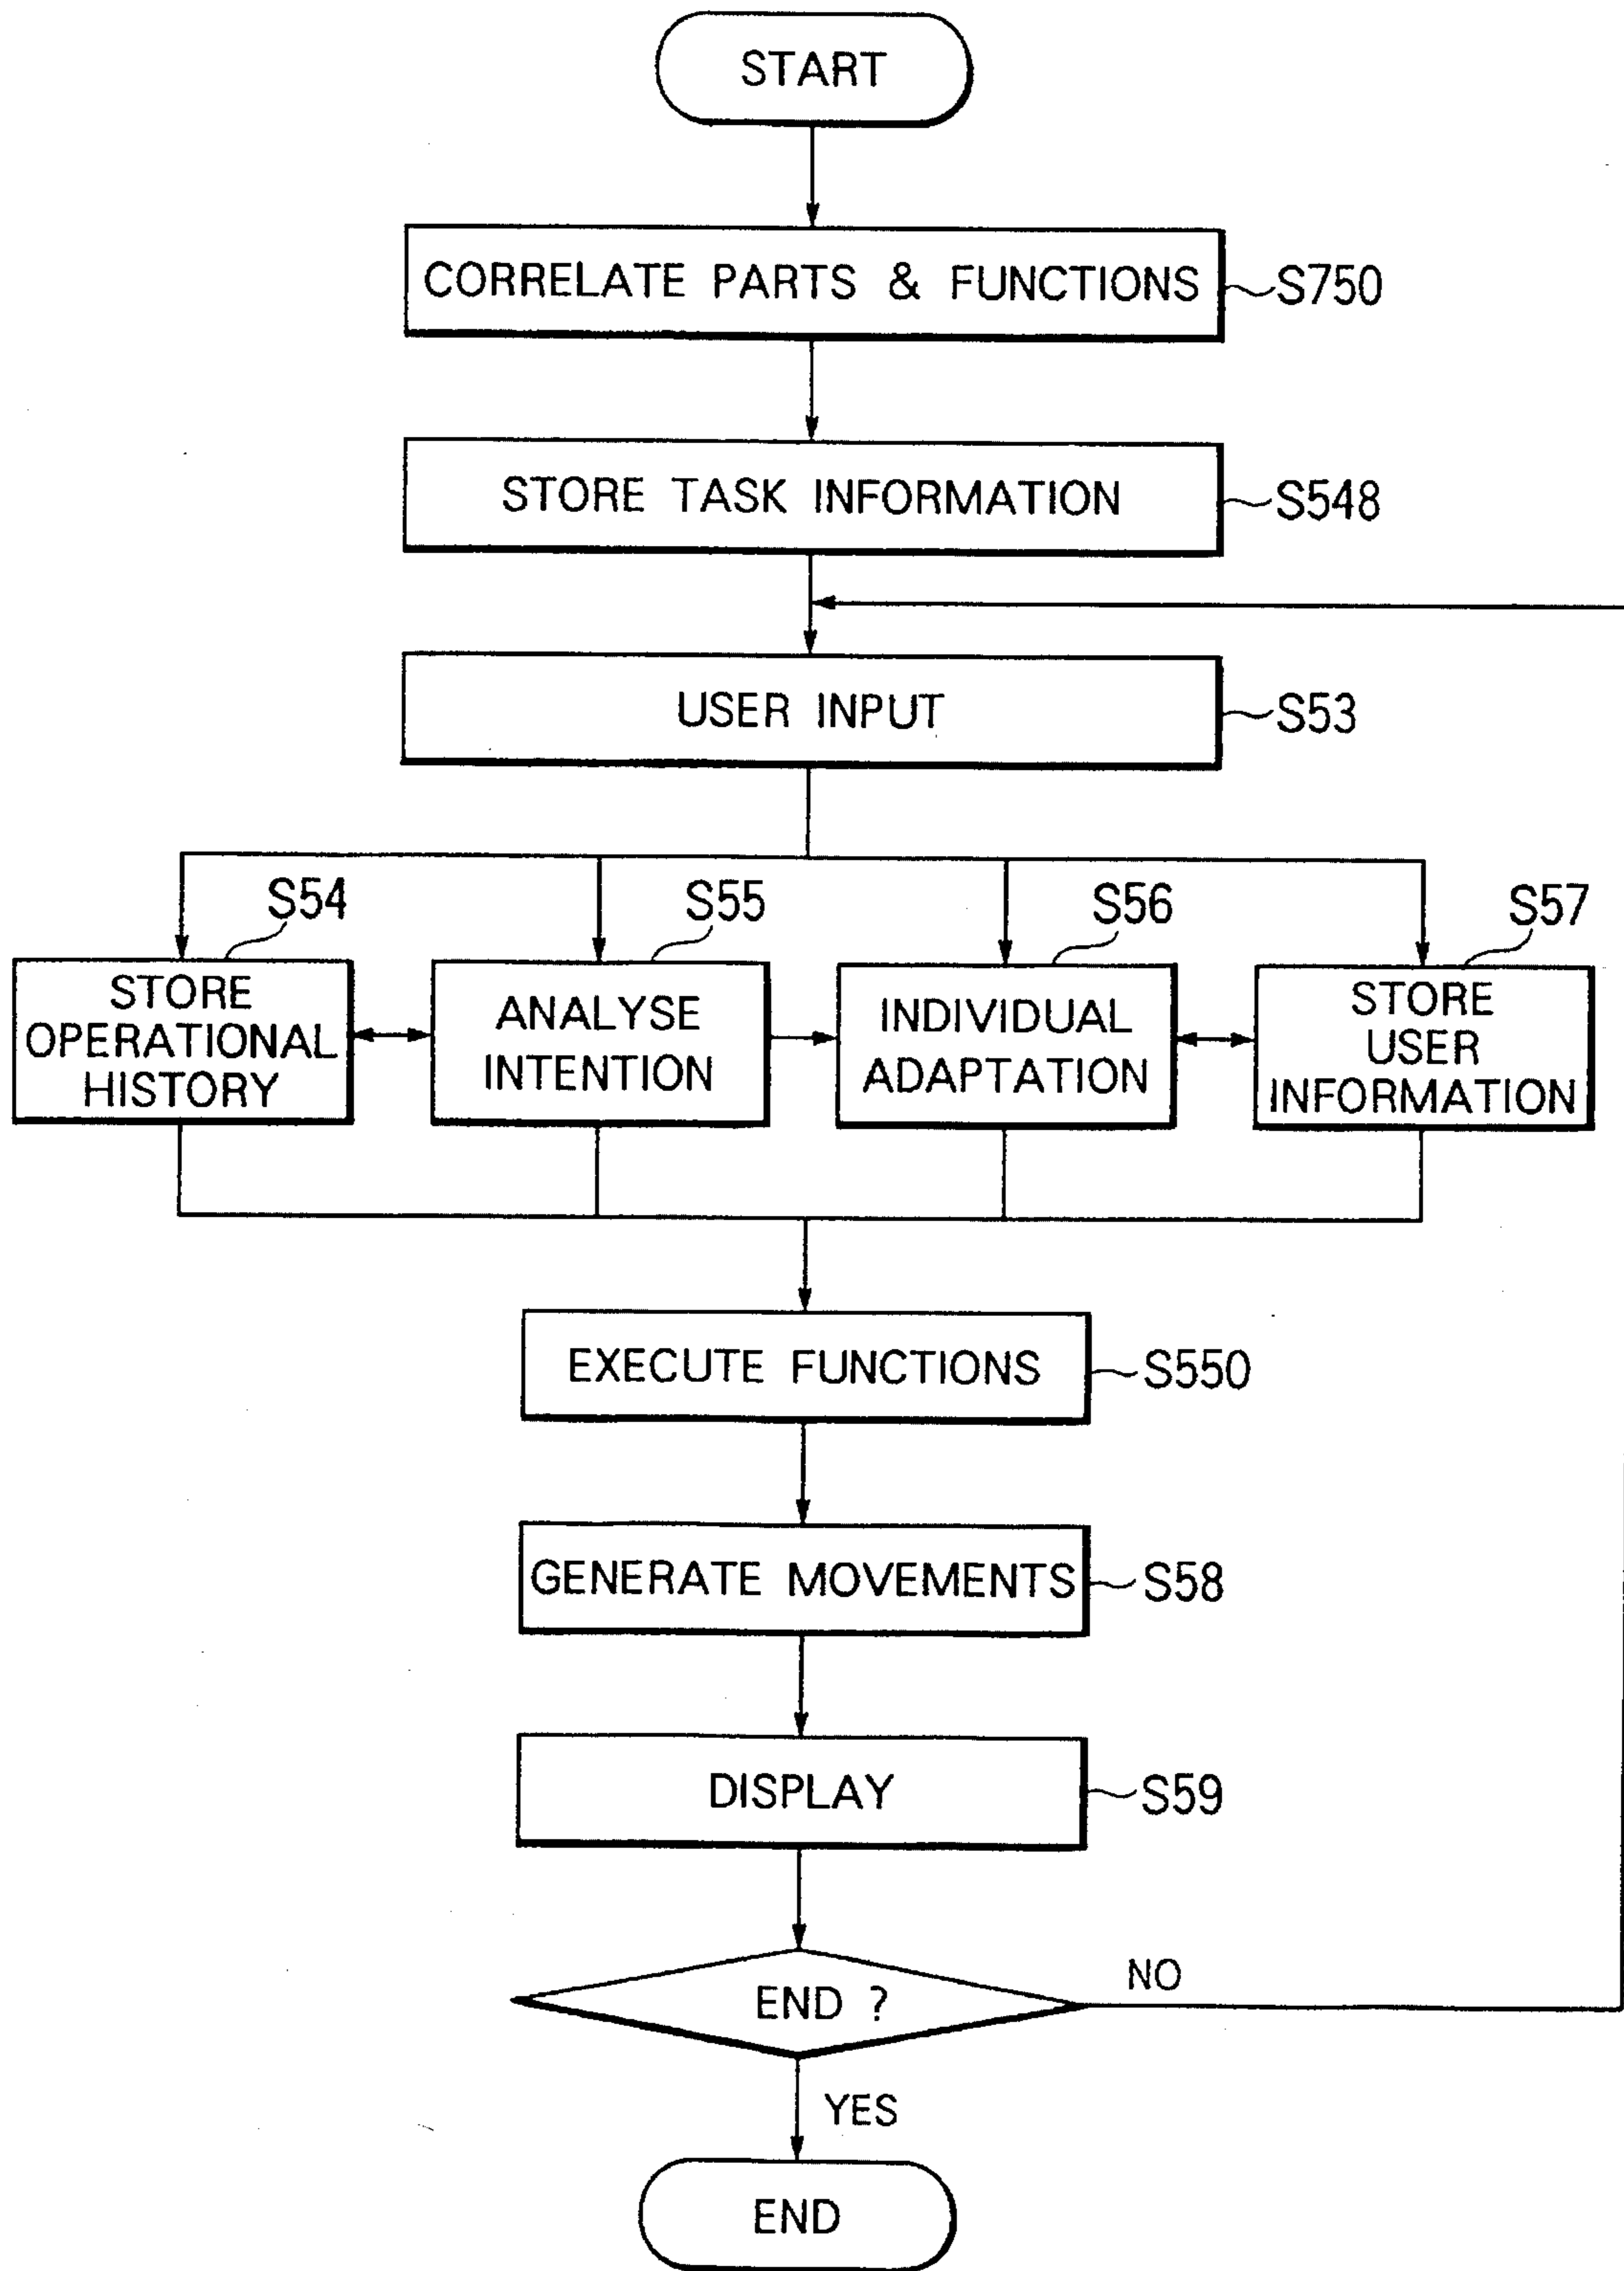 START
CORRELATE PARTS & FUNCTIONS
S750
STORE TASK INFORMATION
S548
USER INPUT
S53
S54
STORE
OPERATIONAL
HISTORY
S55
ANALYSE
INTENTION
S56
INDIVIDUAL
ADAPTATION
S57
STORE
USER
INFORMATION
EXECUTE FUNCTIONS
S550
GENERATE MOVEMENTS
S58
DISPLAY
S59
END ?
NO
YES
END